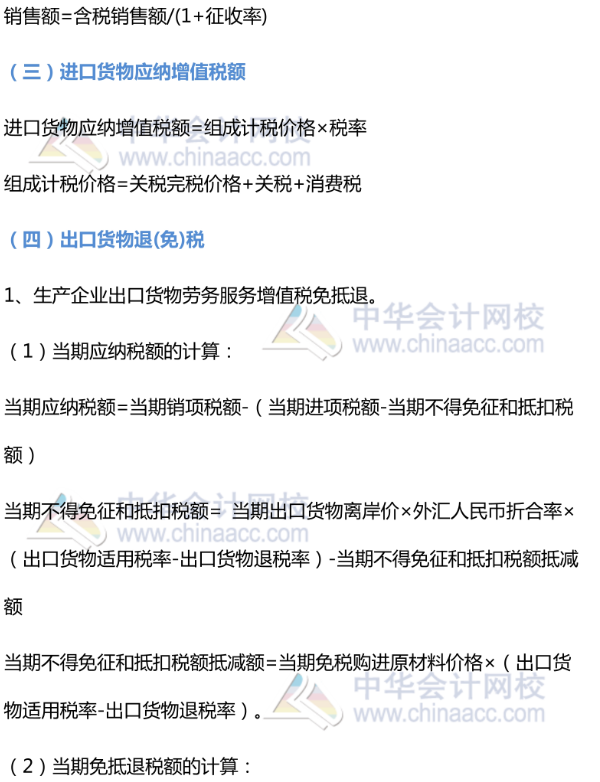 销售额=含税销售额/(1+征收率)
（三）进口货物应纳增值税额
进口货物应纳增值税额=组成计税价格×税率
中华会计网校
www.chinaacc.com
组成计税价格=关税完税价格+关税+消费税
（四）出口货物退(免)税
1、生产企业出口货物劳务服务增值税免抵退。
中华会计网校
www.chinaacc.com
（1）当期应纳税额的计算：
当期应纳税额=当期销项税额-（当期进项税额-当期不得免征和抵扣税
额）
当期不得免征和抵扣税额= 当期出口货物离岸价×外汇人民币折合率×
中华会计网校
www.chinaacc.com
（出口货物适用税率-出口货物退税率）-当期不得免征和抵扣税额抵减
额
当期不得免征和抵扣税额抵减额=当期免税购进原材料价格×（出口货
物适用税率-出口货物退税率）。
中华会计网校
www.chinaacc.com
（2）当期免抵退税额的计算：